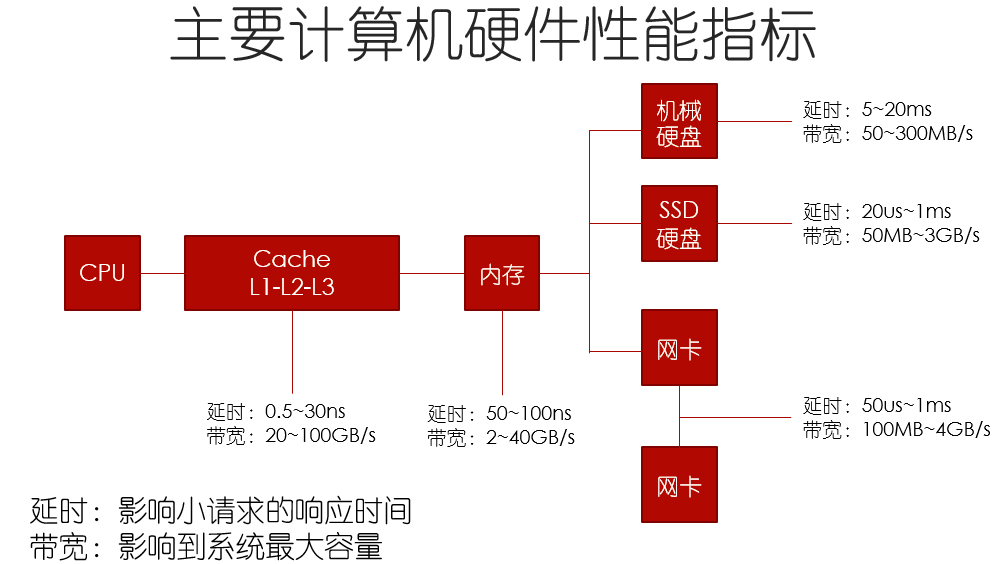 主要计算机硬件性能指标
机械
硬盘
延时：5~20ms
带宽：50~300MB/s
SSD
硬盘
延时：20us~1ms
带宽：50MB~3GB/s
CPU
Cache
L1-L2-L3
内存
网卡
延时：0.5~30ns
带宽：20~100GB/s
延时：50~100ns
带宽：2~40GB/s
延时：50us~1ms
带宽：100MB~4GB/s
网卡
延时：影响小请求的响应时间
带宽：影响到系统最大容量